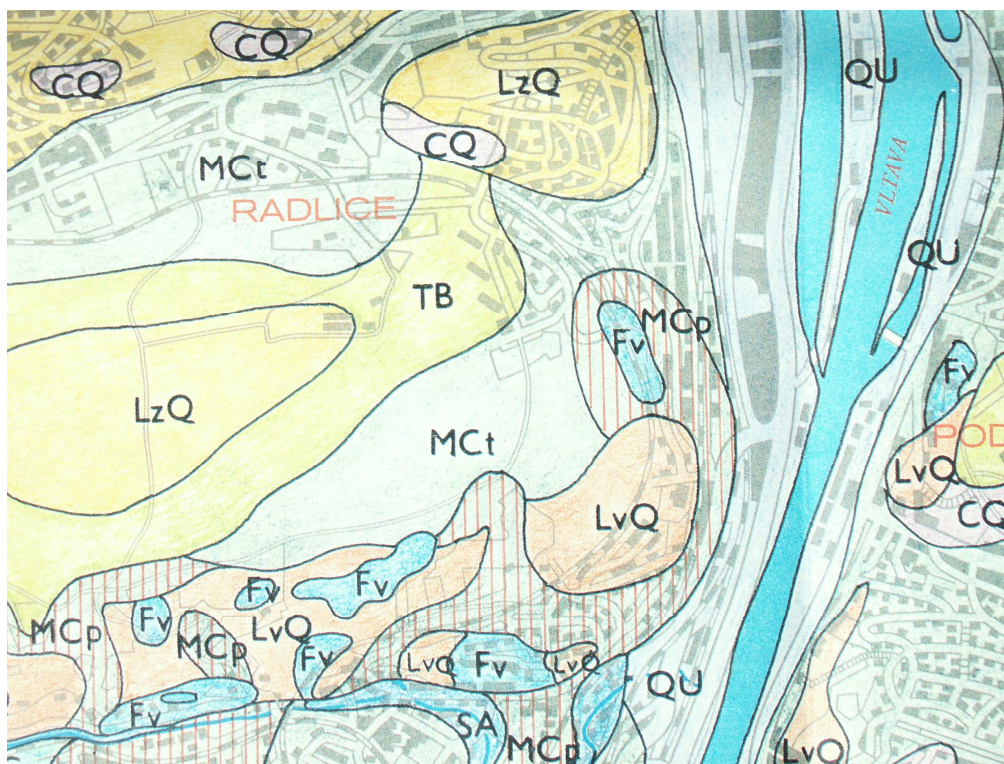 CQ
CQ
LzQ
QU
CQ
MCt
VLTAVA
RADLICE
QU
TB
MCp
Fv
Fv
LzQ
MCt
POD
LvQ
LvQ
CQ
Fv
Fv
Fv
MCp
LvQ
MCp
Fv
LvQ
Fv
LvQ
QU
Fv
SA
MCp
LvQ